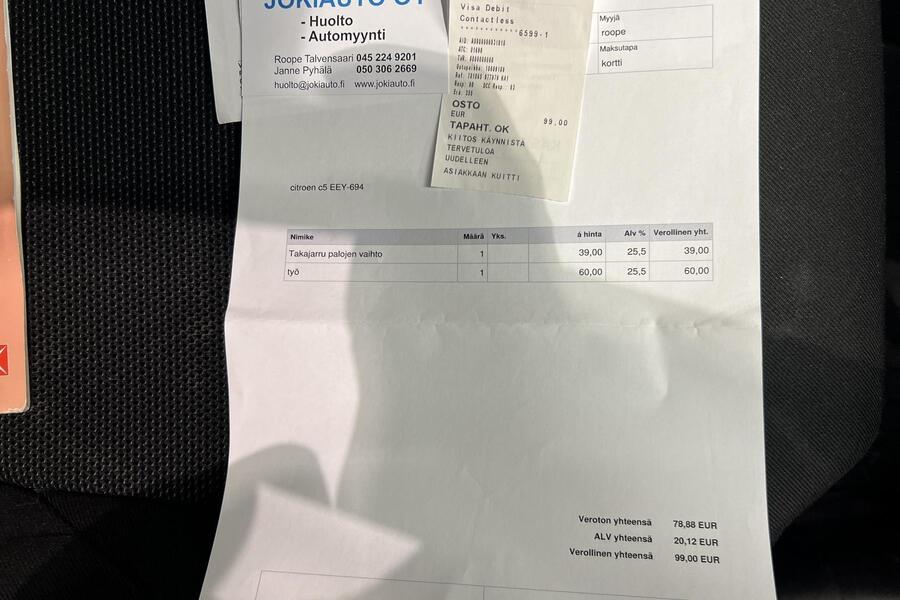 JOKIAUTO OY
- Huolto
- Automyynti
Roope Talvensaari 045 224 9201
Janne Pyhälä 050 306 2669
huolto@jokiauto.fi www.jokiauto.fi
Visa Debit
Contactless
************6599-1
OSTO
EUR 99,00
TAPAHT. OK
KIITOS KÄYNNISTÄ
TERVETULOA
UUDELLEEN
ASIAKKAAN KUITTI
Myyjä
roope
Maksutapa
kortti
citroen c5 EEY-694
Nimike Määrä Yks. á hinta Alv % Verollinen yht.
Takajarru palojen vaihto 1 39,00 25,5 39,00
työ 1 60,00 25,5 60,00
Veroton yhteensä 78,88 EUR
ALV yhteensä 20,12 EUR
Verollinen yhteensä 99,00 EUR